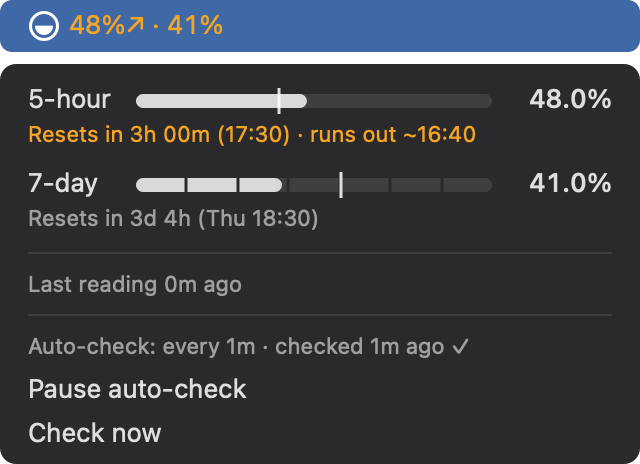 48%↗ · 41%
5-hour 48.0%
Resets in 3h 00m (17:30) · runs out ~16:40
7-day 41.0%
Resets in 3d 4h (Thu 18:30)
Last reading 0m ago
Auto-check: every 1m · checked 1m ago ✓
Pause auto-check
Check now